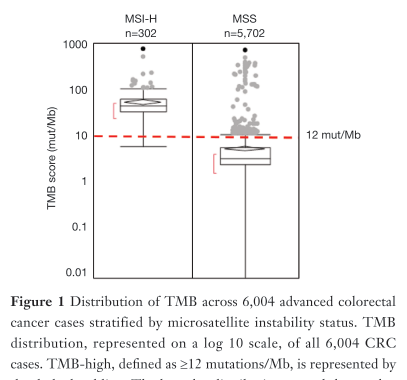 MSI-H MSS
n=302 n=5,702
1000
100
10
1
0.1
0.01
TMB score (mut/Mb)
12 mut/Mb
Figure 1 Distribution of TMB across 6,004 advanced colorectal
cancer cases stratified by microsatellite instability status. TMB
distribution, represented on a log 10 scale, of all 6,004 CRC
cases. TMB-high, defined as ≥12 mutations/Mb, is represented by